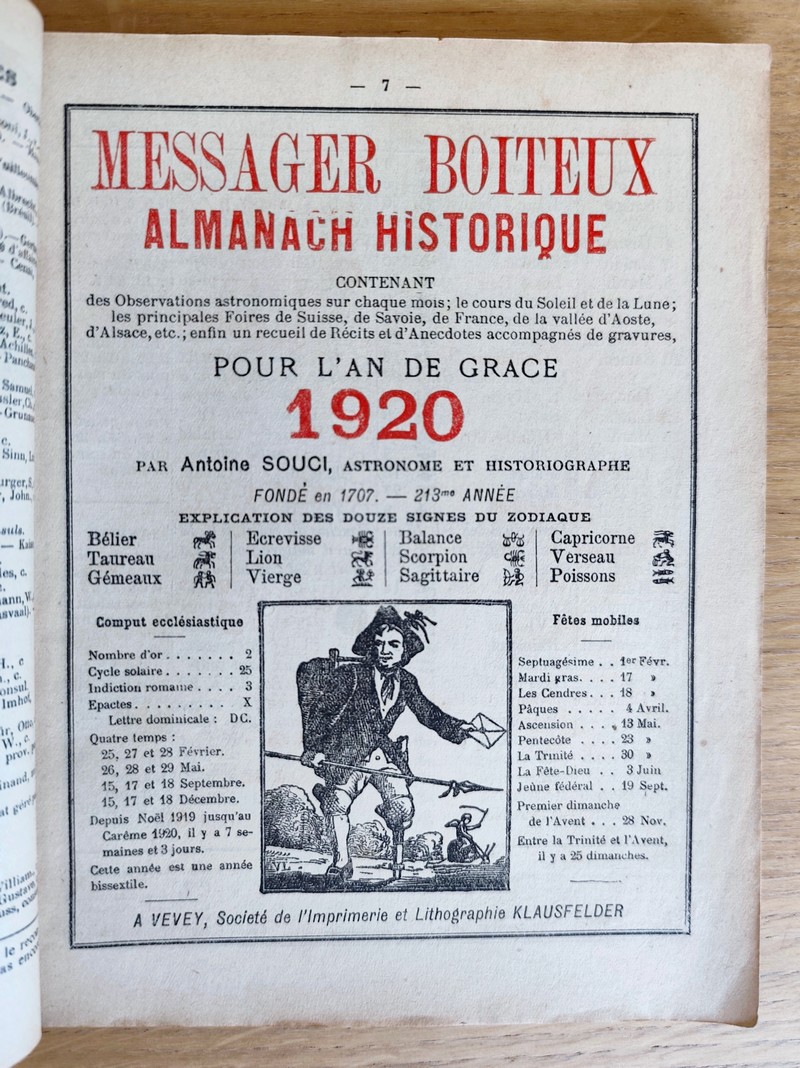 — 7 —
MESSAGER BOITEUX
ALMANACH HISTORIQUE
CONTENANT
des Observations astronomiques sur chaque mois; le cours du Soleil et de la Lune;
les principales Foires de Suisse, de Savoie, de France, de la vallée d'Aoste,
d'Alsace, etc.; enfin un recueil de Récits et d'Anecdotes accompagnés de gravures,
POUR L'AN DE GRACE
1920
PAR Antoine SOUCI, ASTRONOME ET HISTORIOGRAPHE
FONDÉ en 1707. — 213me ANNÉE
EXPLICATION DES DOUZE SIGNES DU ZODIAQUE
Bélier
Taureau
Gémeaux
Ecrevisse
Lion
Vierge
Balance
Scorpion
Sagittaire
Capricorne
Verseau
Poissons
Comput ecclésiastique
Nombre d'or . . . . . . . 2
Cycle solaire . . . . . . . 25
Indiction romaine . . . . 3
Epactes . . . . . . . . . . X
Lettre dominicale : DC.
Quatre temps :
25, 27 et 28 Février.
26, 28 et 29 Mai.
15, 17 et 18 Septembre.
15, 17 et 18 Décembre.
Depuis Noël 1919 jusqu'au
Carême 1920, il y a 7 se-
maines et 3 jours.
Cette année est une année
bissextile.
VL
Fêtes mobiles
Septuagésime . . 1er Févr.
Mardi gras. . . . 17 »
Les Cendres. . . 18 »
Pâques . . . . . 4 Avril.
Ascension . . . . 13 Mai.
Pentecôte . . . . 23 »
La Trinité . . . . 30 »
La Fête-Dieu . . 3 Juin
Jeûne fédéral . . 19 Sept.
Premier dimanche
de l'Avent . . . 28 Nov.
Entre la Trinité et l'Avent,
il y a 25 dimanches.
A VEVEY, Societé de l'Imprimerie et Lithographie KLAUSFELDER